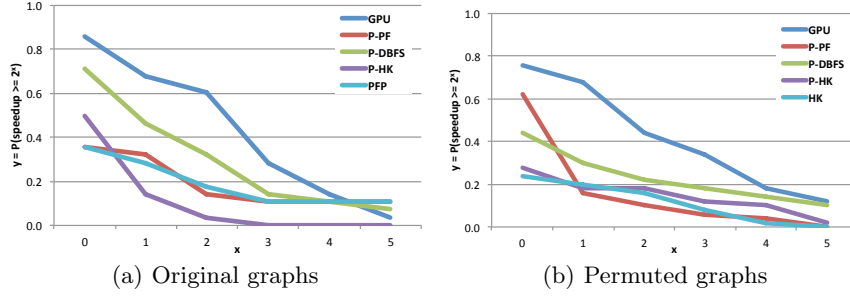 1.0
0.8
0.6
0.4
0.2
0.0
y = P(speedup >= 2ˣ)
0 1 2 3 4 5
x
GPU
P-PF
P-DBFS
P-HK
PFP
(a) Original graphs
1.0
0.8
0.6
0.4
0.2
0.0
y = P(speedup >= 2ˣ)
0 1 2 3 4 5
x
GPU
P-PF
P-DBFS
P-HK
HK
(b) Permuted graphs